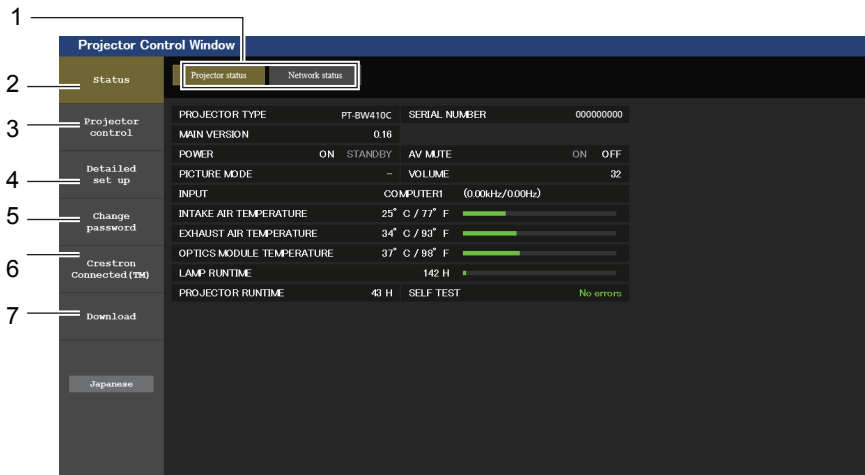 1
Projector Control Window
2
Status
Projector status
Network status
3
Projector
control
4
Detailed
set up
5
Change
password
6
Crestron
Connected(TM)
7
Download
Japanese
PROJECTOR TYPE PT-BW410C SERIAL NUMBER 000000000
MAIN VERSION 0.16
POWER ON STANDBY AV MUTE ON OFF
PICTURE MODE – VOLUME 32
INPUT COMPUTER1 (0.00kHz/0.00Hz)
INTAKE AIR TEMPERATURE 25° C / 77° F
EXHAUST AIR TEMPERATURE 34° C / 93° F
OPTICS MODULE TEMPERATURE 37° C / 98° F
LAMP RUNTIME 142 H
PROJECTOR RUNTIME 43 H SELF TEST No errors